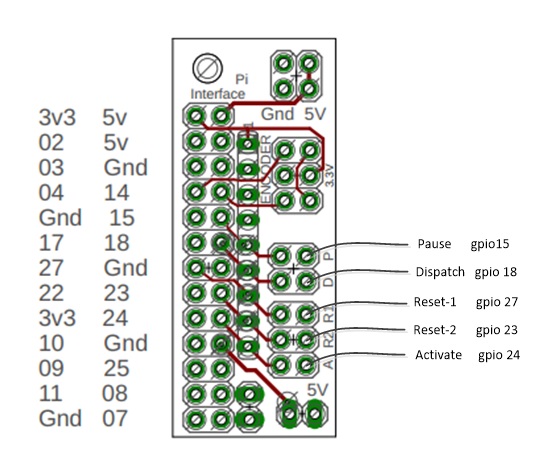 Pi
Interface
Gnd 5V
3v3 5v
02 5v
03 Gnd
04 14
Gnd 15
17 18
27 Gnd
22 23
3v3 24
10 Gnd
09 25
11 08
Gnd 07
1
ENCODER
3.3V
P
D
R1
R2
A
5V
Pause gpio15
Dispatch gpio 18
Reset-1 gpio 27
Reset-2 gpio 23
Activate gpio 24